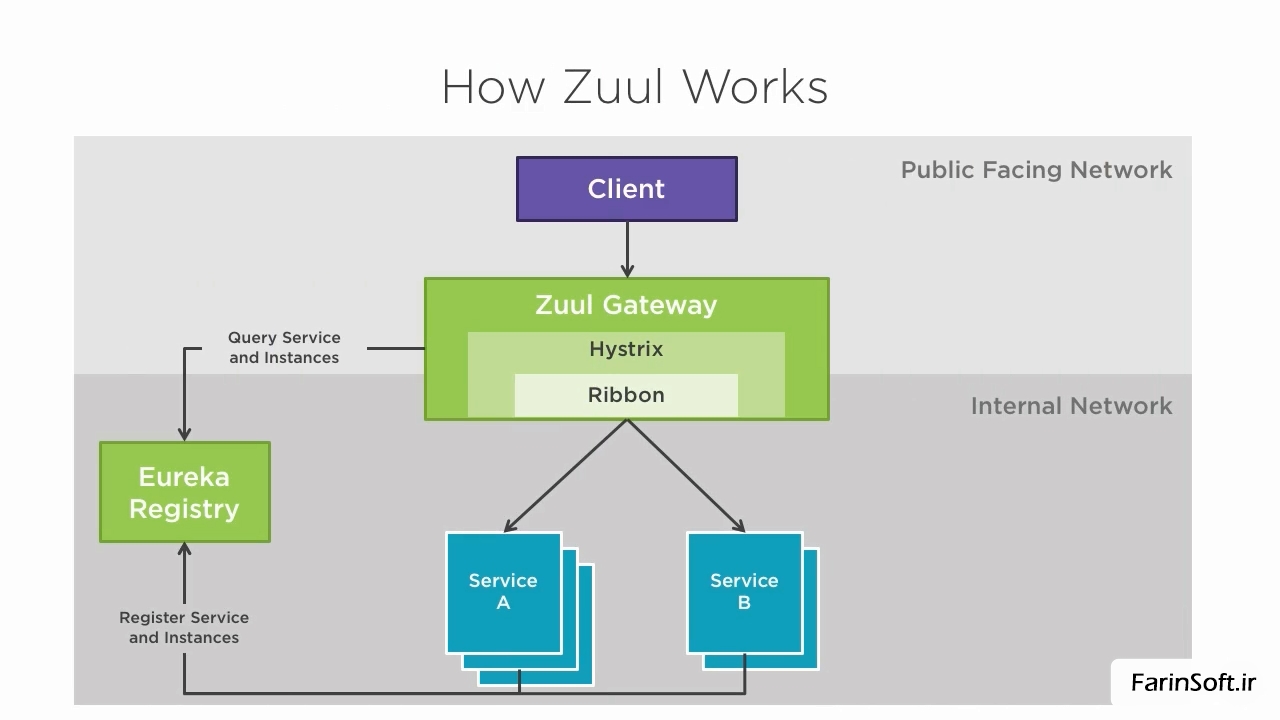 How Zuul Works
Public Facing Network
Client
Zuul Gateway
Hystrix
Ribbon
Query Service
and Instances
Internal Network
Eureka
Registry
Service
A
Service
B
Register Service
and Instances
FarinSoft.ir